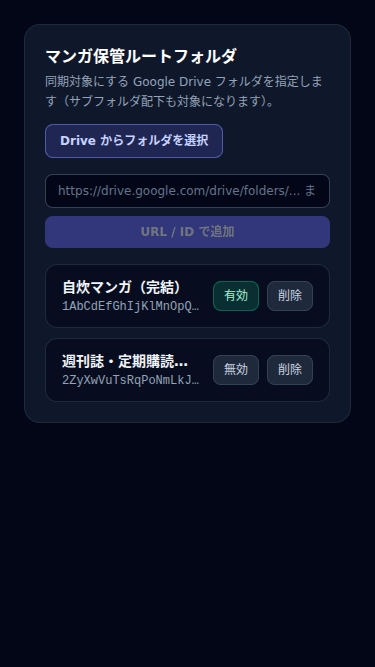 マンガ保管ルートフォルダ
同期対象にする Google Drive フォルダを指定しま
す（サブフォルダ配下も対象になります）。
Drive からフォルダを選択
https://drive.google.com/drive/folders/... ま
URL / ID で追加
自炊マンガ（完結）
1AbCdEfGhIjKlMnOpQ…
有効
削除
週刊誌・定期購読…
2ZyXwVuTsRqPoNmLkJ…
無効
削除